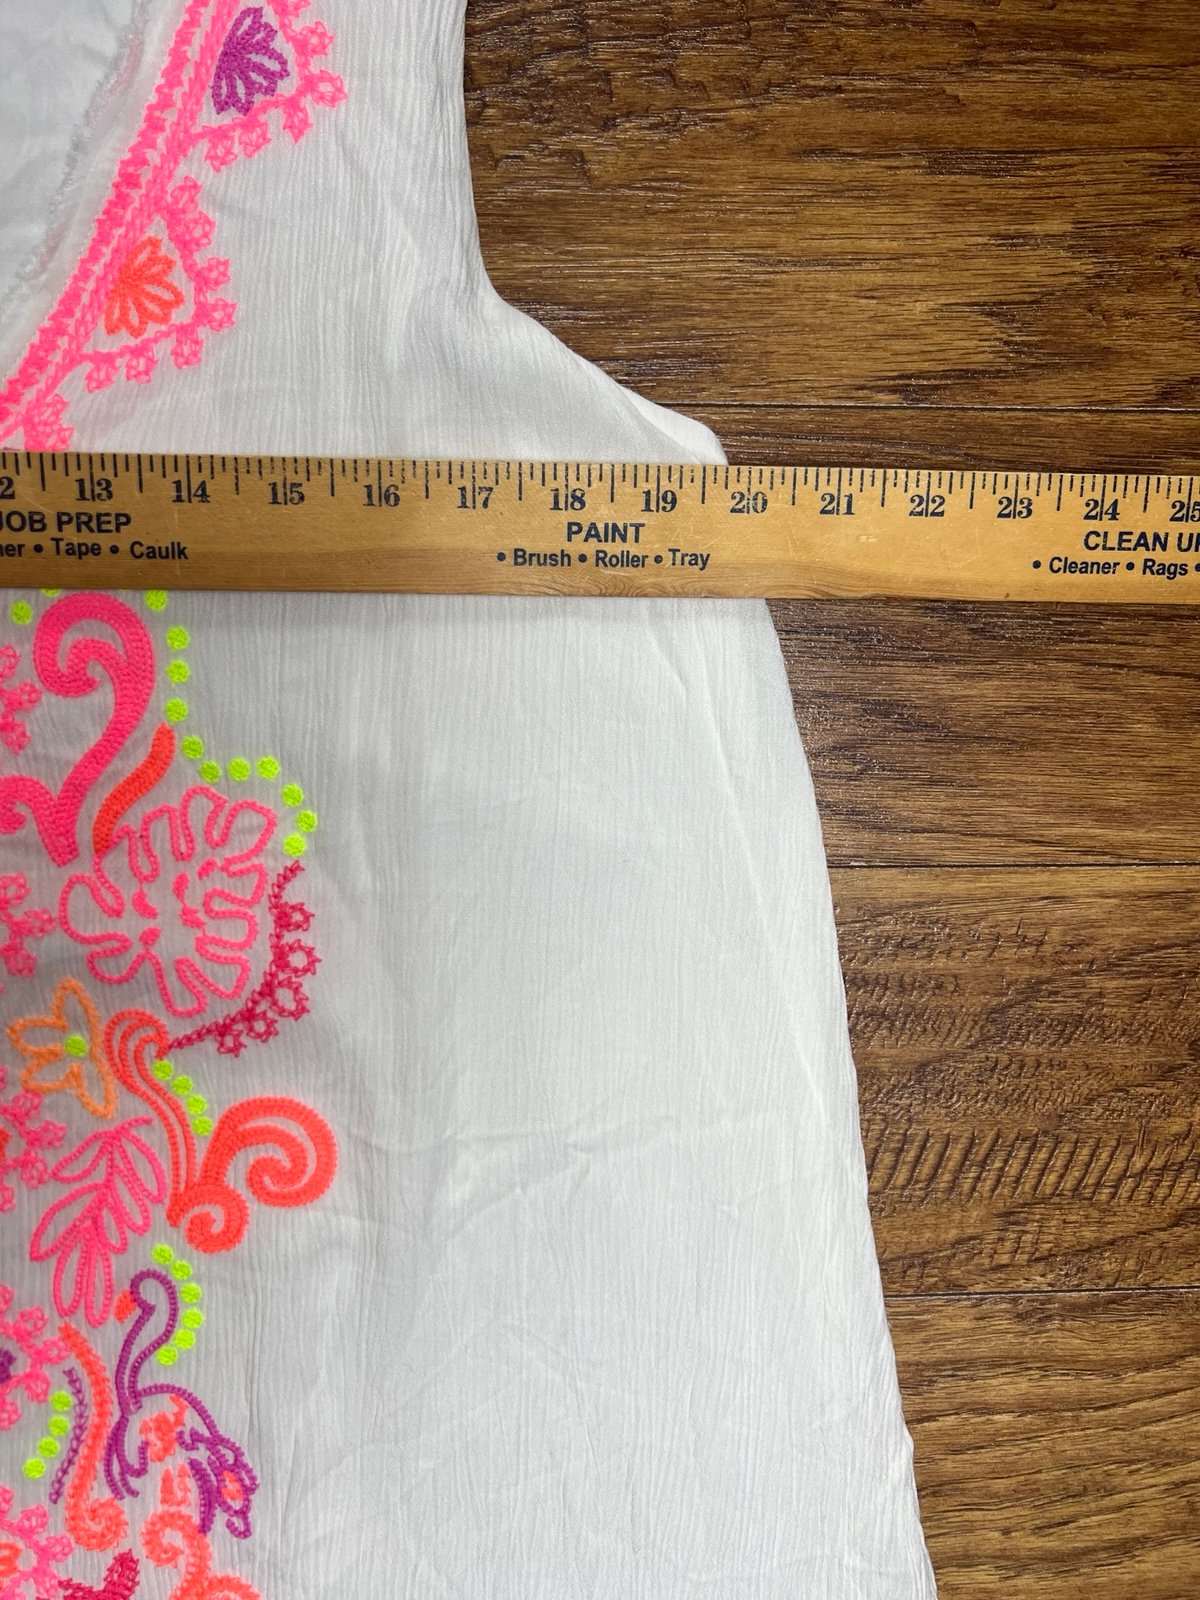 2 13 14 15 16 17 18 19 20 21 22 23 24 25
JOB PREP PAINT CLEAN U
er • Tape • Caulk • Brush • Roller • Tray • Cleaner • Rags •